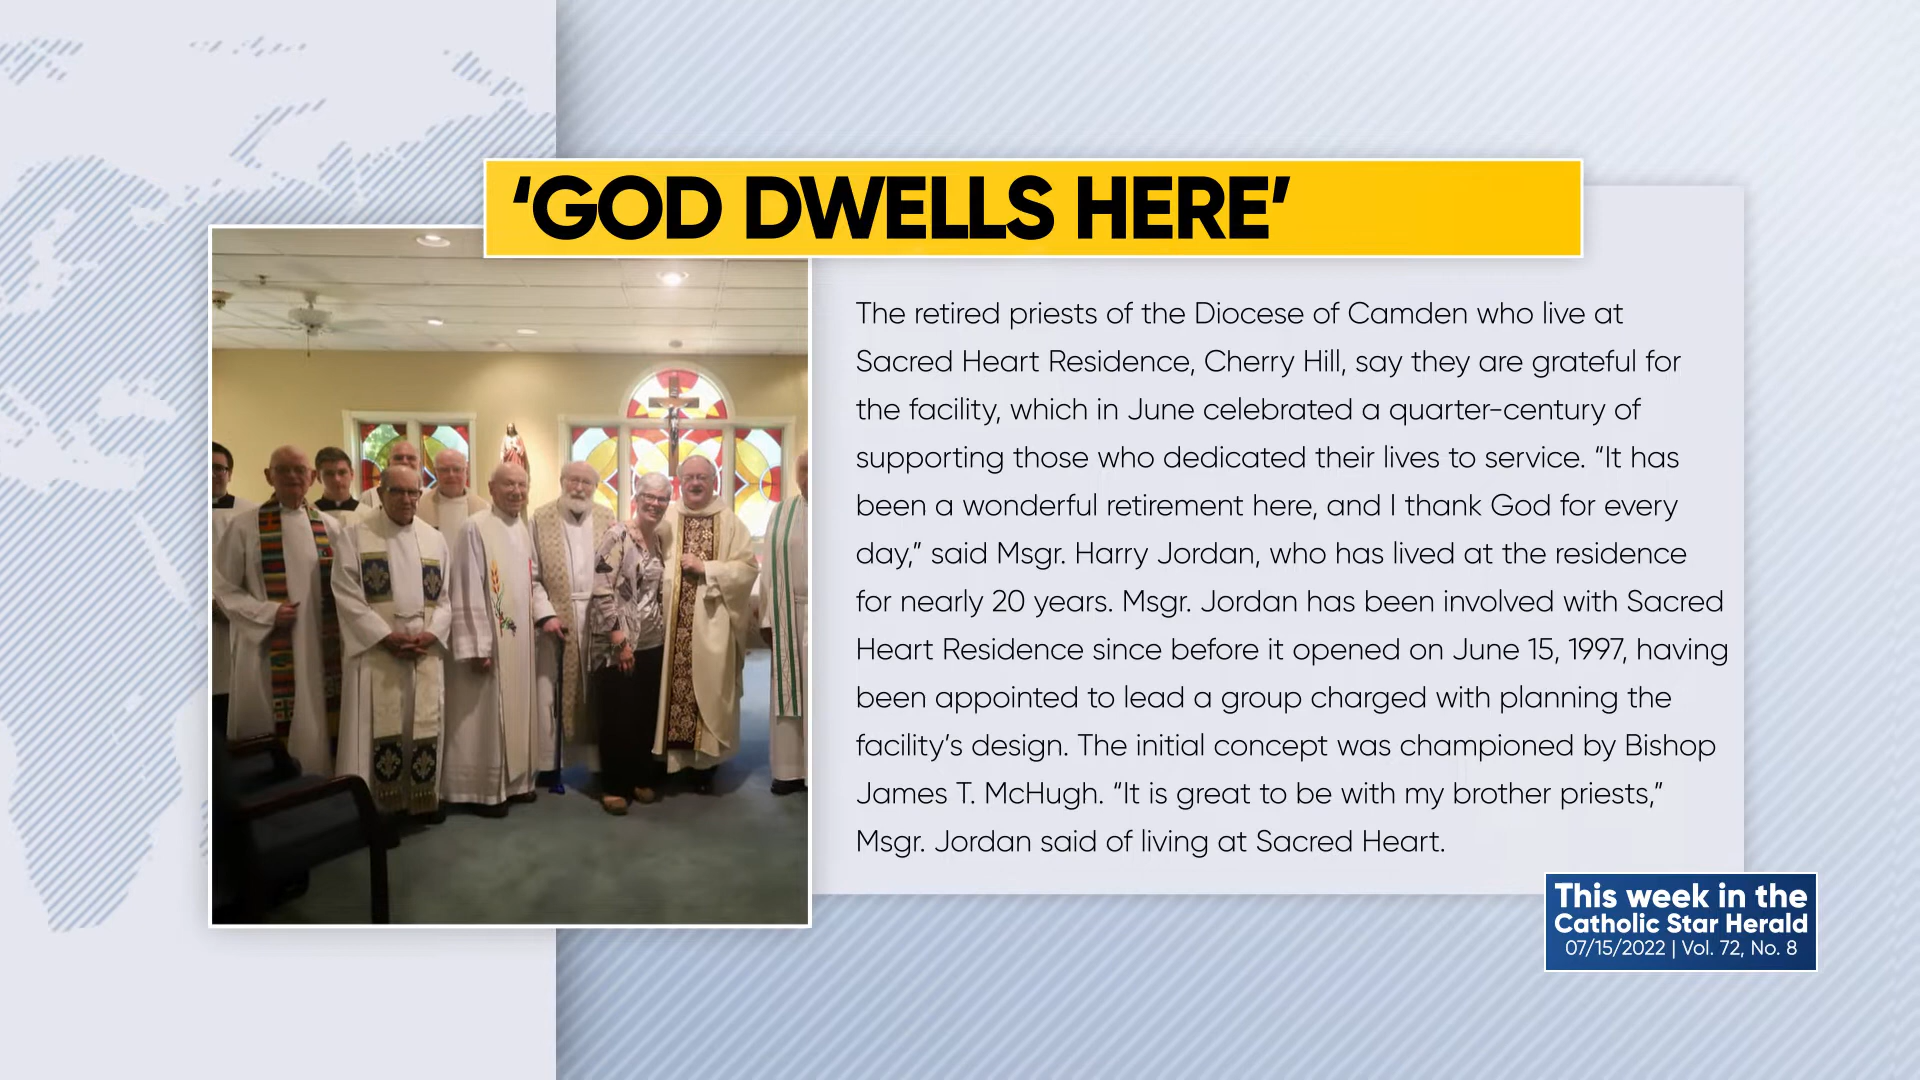 ‘GOD DWELLS HERE’
The retired priests of the Diocese of Camden who live at
Sacred Heart Residence, Cherry Hill, say they are grateful for
the facility, which in June celebrated a quarter-century of
supporting those who dedicated their lives to service. “It has
been a wonderful retirement here, and I thank God for every
day,” said Msgr. Harry Jordan, who has lived at the residence
for nearly 20 years. Msgr. Jordan has been involved with Sacred
Heart Residence since before it opened on June 15, 1997, having
been appointed to lead a group charged with planning the
facility’s design. The initial concept was championed by Bishop
James T. McHugh. “It is great to be with my brother priests,”
Msgr. Jordan said of living at Sacred Heart.
This week in the
Catholic Star Herald
07/15/2022 | Vol. 72, No. 8